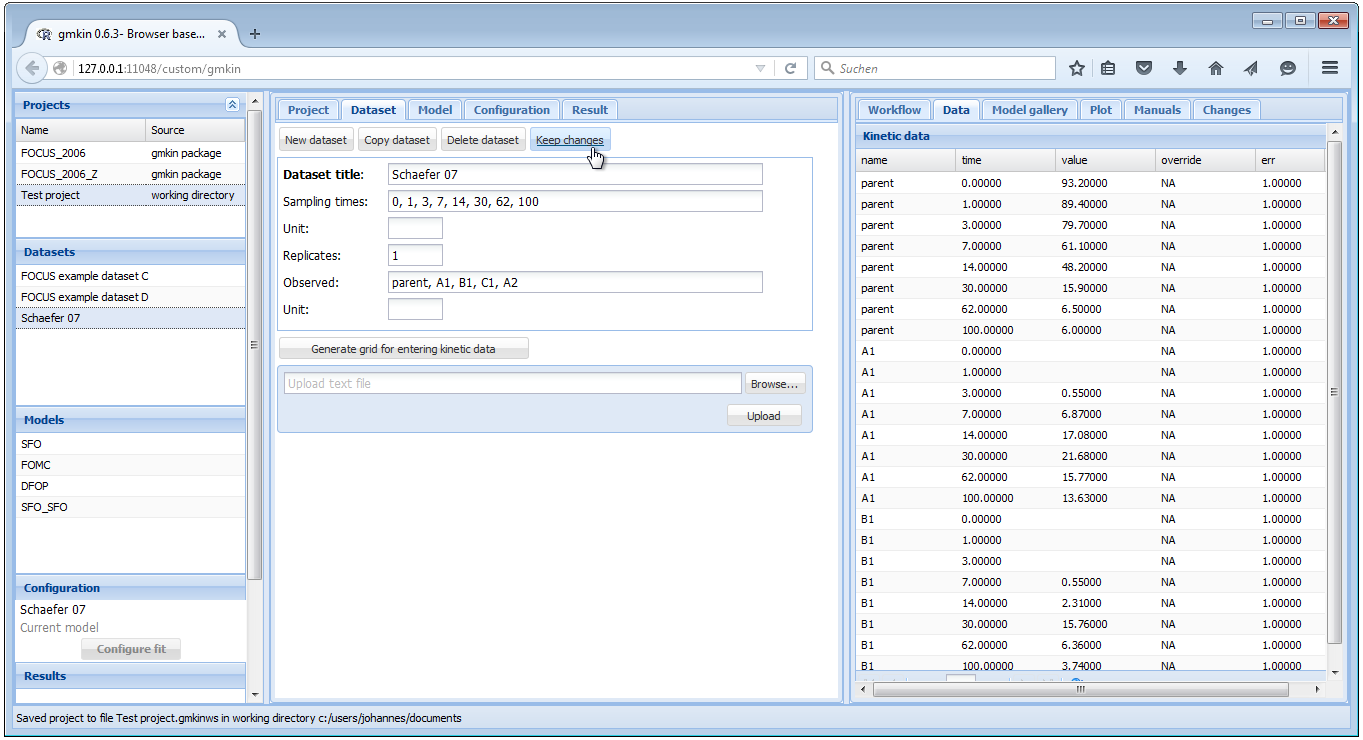 gmkin 0.6.3- Browser base...
127.0.0.1:11048/custom/gmkin
Suchen
Projects
Name Source
FOCUS_2006 gmkin package
FOCUS_2006_Z gmkin package
Test project working directory
Datasets
FOCUS example dataset C
FOCUS example dataset D
Schaefer 07
Models
SFO
FOMC
DFOP
SFO_SFO
Configuration
Schaefer 07
Current model
Configure fit
Results
Project Dataset Model Configuration Result
New dataset Copy dataset Delete dataset Keep changes
Dataset title: Schaefer 07
Sampling times: 0, 1, 3, 7, 14, 30, 62, 100
Unit:
Replicates: 1
Observed: parent, A1, B1, C1, A2
Unit:
Generate grid for entering kinetic data
Upload text file Browse...
Upload
Workflow Data Model gallery Plot Manuals Changes
Kinetic data
name time value override err
parent 0.00000 93.20000 NA 1.00000
parent 1.00000 89.40000 NA 1.00000
parent 3.00000 79.70000 NA 1.00000
parent 7.00000 61.10000 NA 1.00000
parent 14.00000 48.20000 NA 1.00000
parent 30.00000 15.90000 NA 1.00000
parent 62.00000 6.50000 NA 1.00000
parent 100.00000 6.00000 NA 1.00000
A1 0.00000 NA 1.00000
A1 1.00000 NA 1.00000
A1 3.00000 0.55000 NA 1.00000
A1 7.00000 6.87000 NA 1.00000
A1 14.00000 17.08000 NA 1.00000
A1 30.00000 21.68000 NA 1.00000
A1 62.00000 15.77000 NA 1.00000
A1 100.00000 13.63000 NA 1.00000
B1 0.00000 NA 1.00000
B1 1.00000 NA 1.00000
B1 3.00000 NA 1.00000
B1 7.00000 0.55000 NA 1.00000
B1 14.00000 2.31000 NA 1.00000
B1 30.00000 15.76000 NA 1.00000
B1 62.00000 6.36000 NA 1.00000
B1 100.00000 3.74000 NA 1.00000
Saved project to file Test project.gmkinws in working directory c:/users/johannes/documents